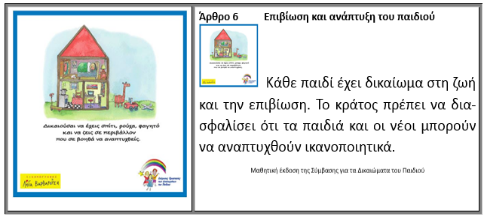 Δικαιούσαι να έχεις σπίτι, ρούχα, φαγητό
και να ζεις σε περιβάλλον
που σε βοηθά να αναπτυχθείς.
Άρθρο 6 Επιβίωση και ανάπτυξη του παιδιού
Κάθε παιδί έχει δικαίωμα στη ζωή
και την επιβίωση. Το κράτος πρέπει να δια-
σφαλίσει ότι τα παιδιά και οι νέοι μπορούν
να αναπτυχθούν ικανοποιητικά.
Μαθητική έκδοση της Σύμβασης για τα Δικαιώματα του Παιδιού